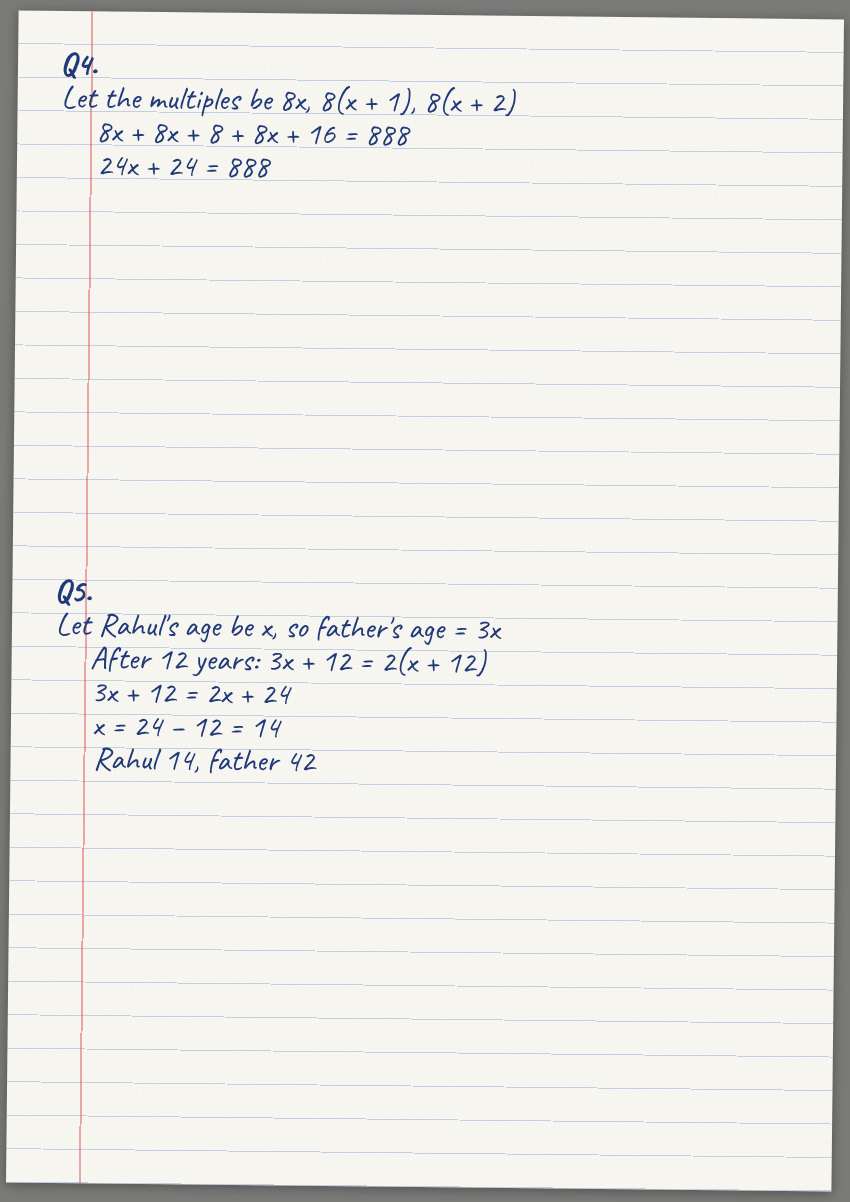 Q4.
Let the multiples be 8x, 8(x + 1), 8(x + 2)
8x + 8x + 8 + 8x + 16 = 888
24x + 24 = 888
Q5.
Let Rahul's age be x, so father's age = 3x
After 12 years: 3x + 12 = 2(x + 12)
3x + 12 = 2x + 24
x = 24 – 12 = 14
Rahul 14, father 42